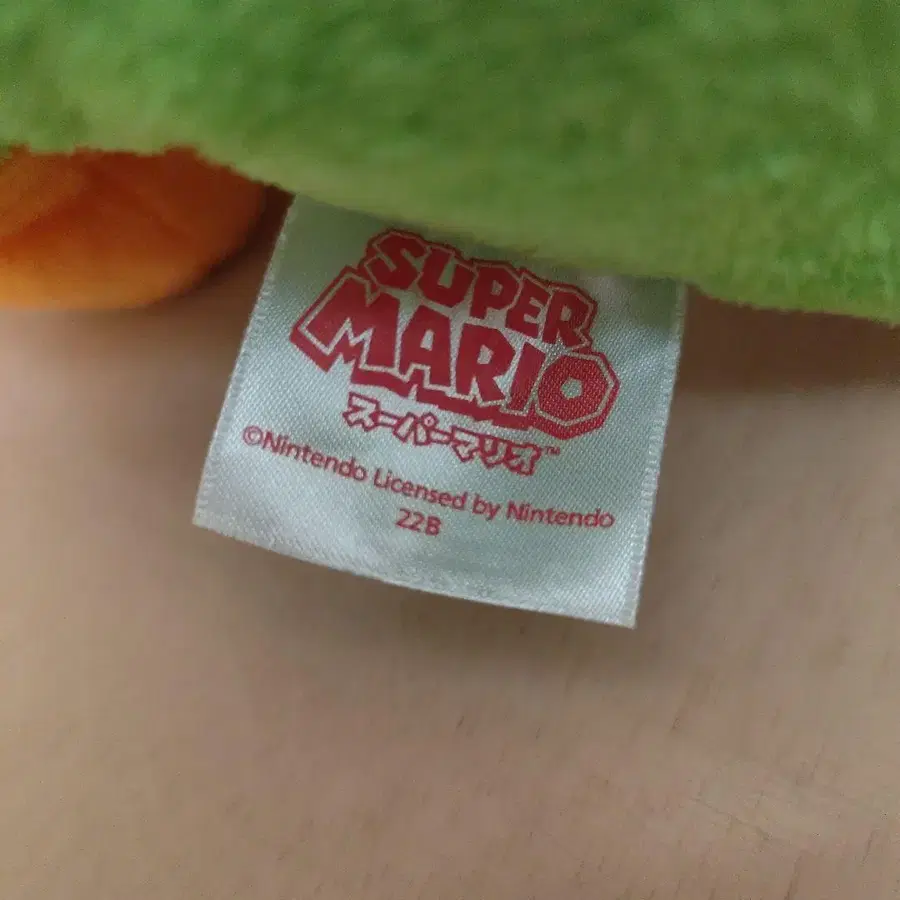 SUPER
MARIO
スーパーマリオ™
©Nintendo Licensed by Nintendo
22B